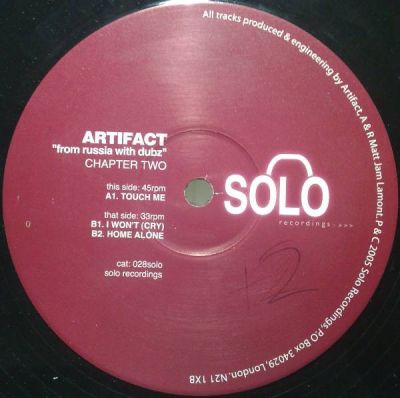 All tracks produced & engineering by Artifact, A & R Matt Jam Lamont, P & C 2005 Solo Recordings, P.O Box 34029, London. N21 1XB
ARTIFACT
"from russia with dubz"
CHAPTER TWO
this side: 45rpm
A1. TOUCH ME
that side: 33rpm
B1. I WON'T (CRY)
B2. HOME ALONE
cat: 028solo
solo recordings
SOLO
recordings >>>
12